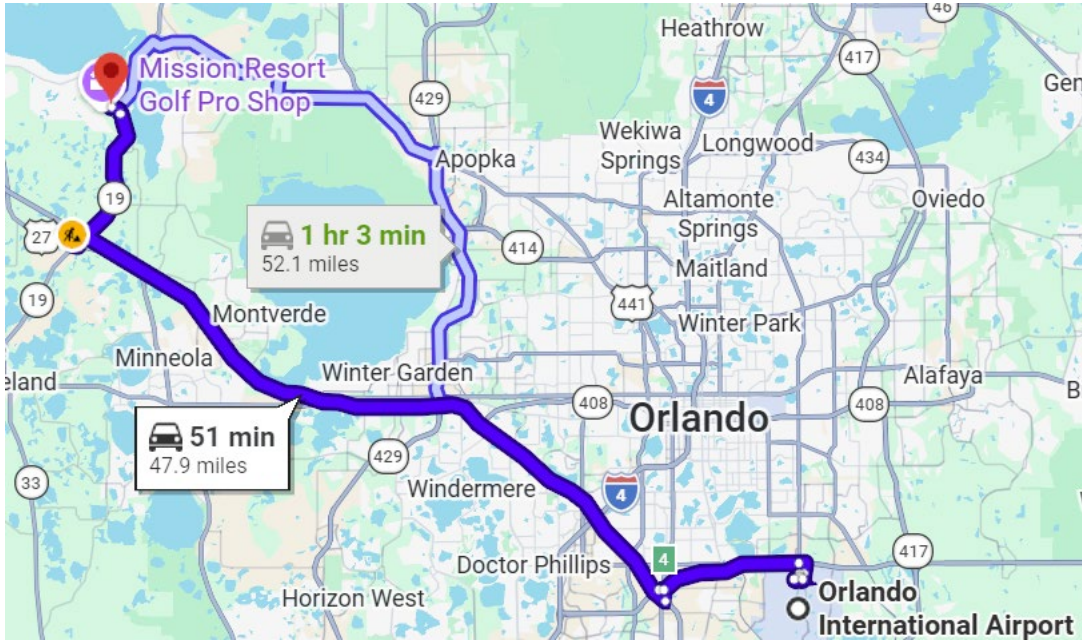 46
Heathrow
417
Mission Resort
Golf Pro Shop
4
Gen
429
Wekiwa
Springs
Longwood
434
Apopka
19
Altamonte
Springs
Oviedo
27
1 hr 3 min
52.1 miles
414
Maitland
19
441
Montverde
Winter Park
Minneola
Winter Garden
Alafaya
eland
B
408
Orlando
408
51 min
47.9 miles
429
33
Windermere
4
Doctor Phillips
4
417
Horizon West
Orlando
International Airport